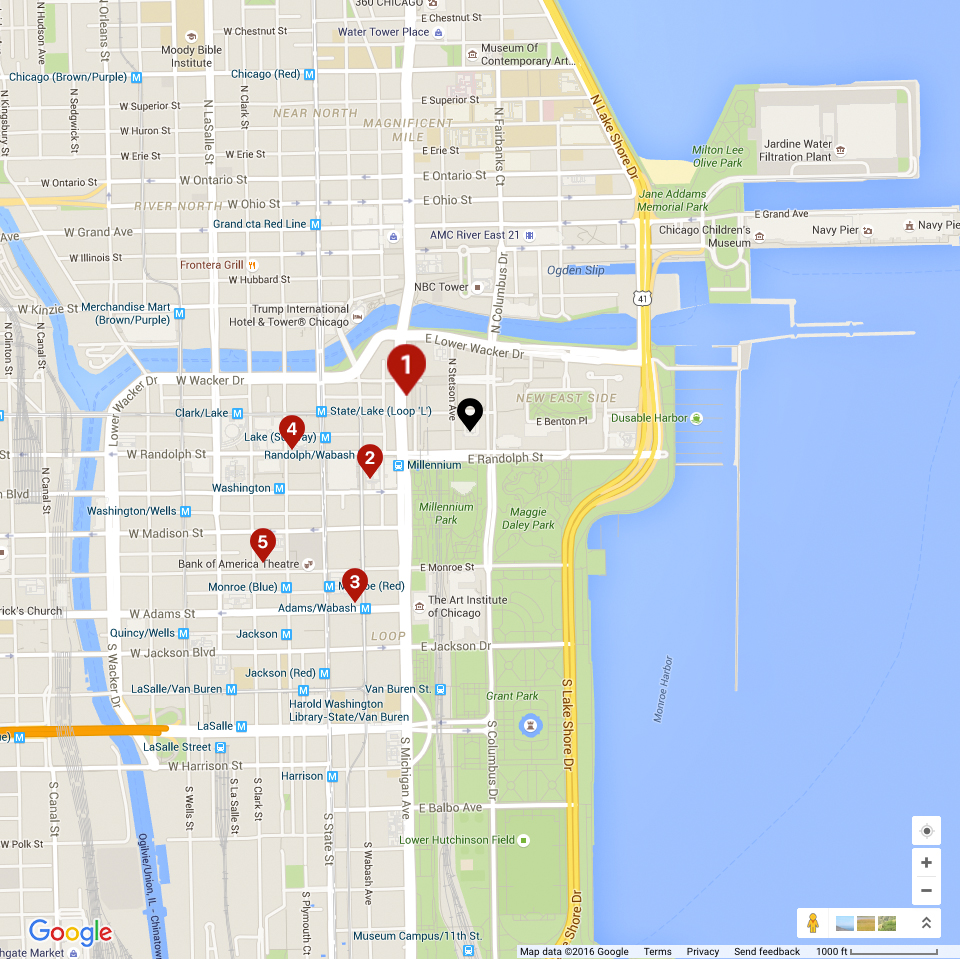 360 CHICAGO
E Chestnut St
W Chestnut St
Water Tower Place
N Hudson Ave
N Orleans St
Moody Bible
Institute
Museum Of
Contemporary Art...
Chicago (Brown/Purple)
Chicago (Red)
N Kingsbury St
N Sedgwick St
N LaSalle St
N Clark St
W Superior St
E Superior St
NEAR NORTH
MAGNIFICENT
MILE
N Fairbanks Ct
N Lake Shore Dr
W Huron St
W Erie St
W Erie St
E Erie St
Jardine Water
Filtration Plant
Milton Lee
Olive Park
W Ontario St
W Ontario St
E Ontario St
RIVER NORTH
W Ohio St
E Ohio St
Jane Addams
Memorial Park
E Grand Ave
Grand cta Red Line
W Grand Ave
Ave
AMC River East 21
Chicago Children's
Museum
Navy Pier
Navy Pie
W Illinois St
Frontera Grill
W Hubbard St
Ogden Slip
N Columbus Dr
NBC Tower
41
W Kinzie St
Merchandise Mart
(Brown/Purple)
Trump International
Hotel & Tower® Chicago
N Clinton St
N Canal St
E Lower Wacker Dr
1
N Stetson Ave
W Wacker Dr
Lower Wacker Dr
NEW EAST SIDE
Clark/Lake
State/Lake (Loop 'L')
E Benton Pl
Dusable Harbor
4
Lake (
W Randolph St
Randolph/Wabash
2
Millennium
E Randolph St
N Canal St
Washington
n Blvd
Washington/Wells
Millennium
Park
Maggie
Daley Park
W Madison St
5
Bank of America Theatre
E Monroe St
Monroe (Blue)
3
(Red)
rick's Church
W Adams St
Adams/Wabash
The Art Institute
of Chicago
Quincy/Wells
Jackson
LOOP
W Jackson Blvd
E Jackson Dr
S Wacker Dr
Jackson (Red)
LaSalle/Van Buren
Van Buren St.
Harold Washington
Library-State/Van Buren
Grant Park
Monroe Harbor
S Lake Shore Dr
LaSalle
ue)
LaSalle Street
S Michigan Ave
S Columbus Dr
W Harrison St
Harrison
S Canal St
S Wells St
S La Salle St
S Clark St
S State St
E Balbo Ave
W Polk St
Ogilvie/Union, IL - Chinatown
S Wabash Ave
Lower Hutchinson Field
S Plymouth Ct
S Lake Shore Dr
Google
hgate Market
Museum Campus/11th St.
Map data ©2016 Google
Terms
Privacy
Send feedback
1000 ft